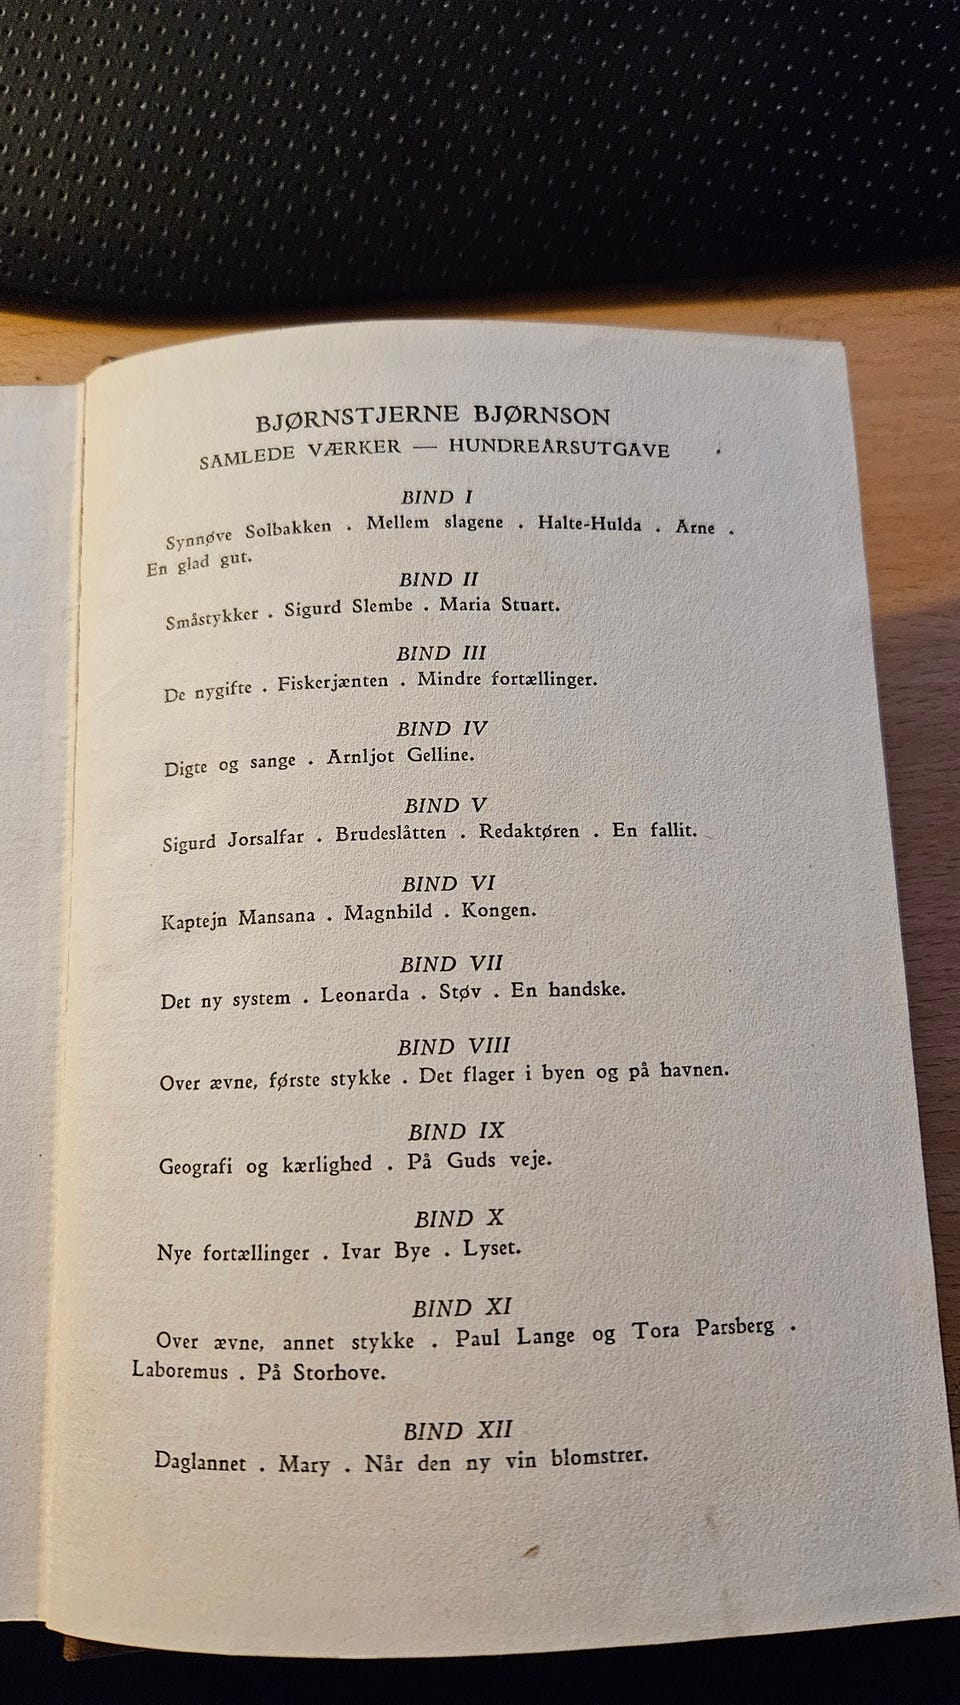 BJØRNSTJERNE BJØRNSON
SAMLEDE VÆRKER — HUNDREARSUTGAVE
BIND I
Synnøve Solbakken . Mellem slagene . Halte-Hulda . Arne .
En glad gut.
BIND II
Småstykker . Sigurd Slembe . Maria Stuart.
BIND III
De nygifte . Fiskerjænten . Mindre fortællinger.
BIND IV
Digte og sange . Arnljot Gelline.
BIND V
Sigurd Jorsalfar . Brudeslåtten . Redaktøren . En fallit.
BIND VI
Kaptejn Mansana . Magnhild . Kongen.
BIND VII
Det ny system . Leonarda . Støv . En handske.
BIND VIII
Over ævne, første stykke . Det flager i byen og på havnen.
BIND IX
Geografi og kærlighed . På Guds veje.
BIND X
Nye fortællinger . Ivar Bye . Lyset.
BIND XI
Over ævne, annet stykke . Paul Lange og Tora Parsberg .
Laboremus . På Storhove.
BIND XII
Daglannet . Mary . Når den ny vin blomstrer.